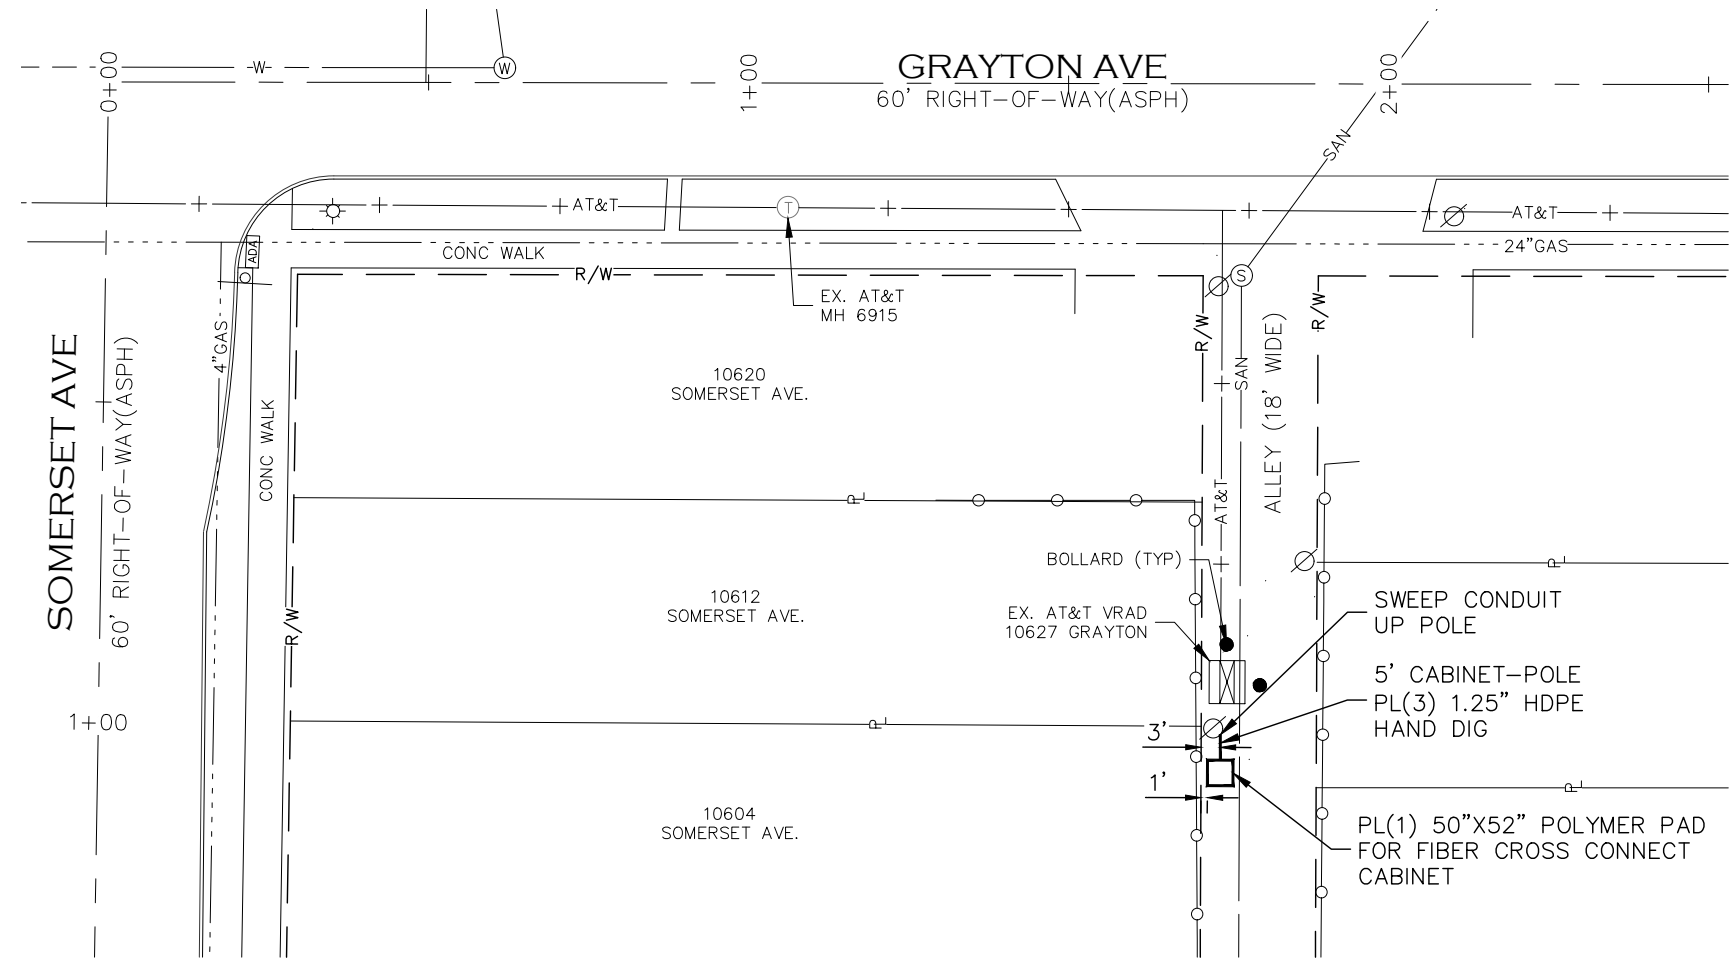 GRAYTON AVE
60' RIGHT-OF-WAY(ASPH)
0+00
1+00
2+00
W
W
SAN
AT&T
T
AT&T
24"GAS
CONC WALK
ADA
R/W
EX. AT&T
MH 6915
S
R/W
R/W
4"GAS
SOMERSET AVE
60' RIGHT-OF-WAY(ASPH)
CONC WALK
R/W
1+00
10620
SOMERSET AVE.
SAN
ALLEY (18' WIDE)
AT&T
PL
BOLLARD (TYP)
PL
10612
SOMERSET AVE.
EX. AT&T VRAD
10627 GRAYTON
SWEEP CONDUIT
UP POLE
5' CABINET-POLE
PL(3) 1.25" HDPE
HAND DIG
PL
3'
1'
PL
10604
SOMERSET AVE.
PL(1) 50"X52" POLYMER PAD
FOR FIBER CROSS CONNECT
CABINET